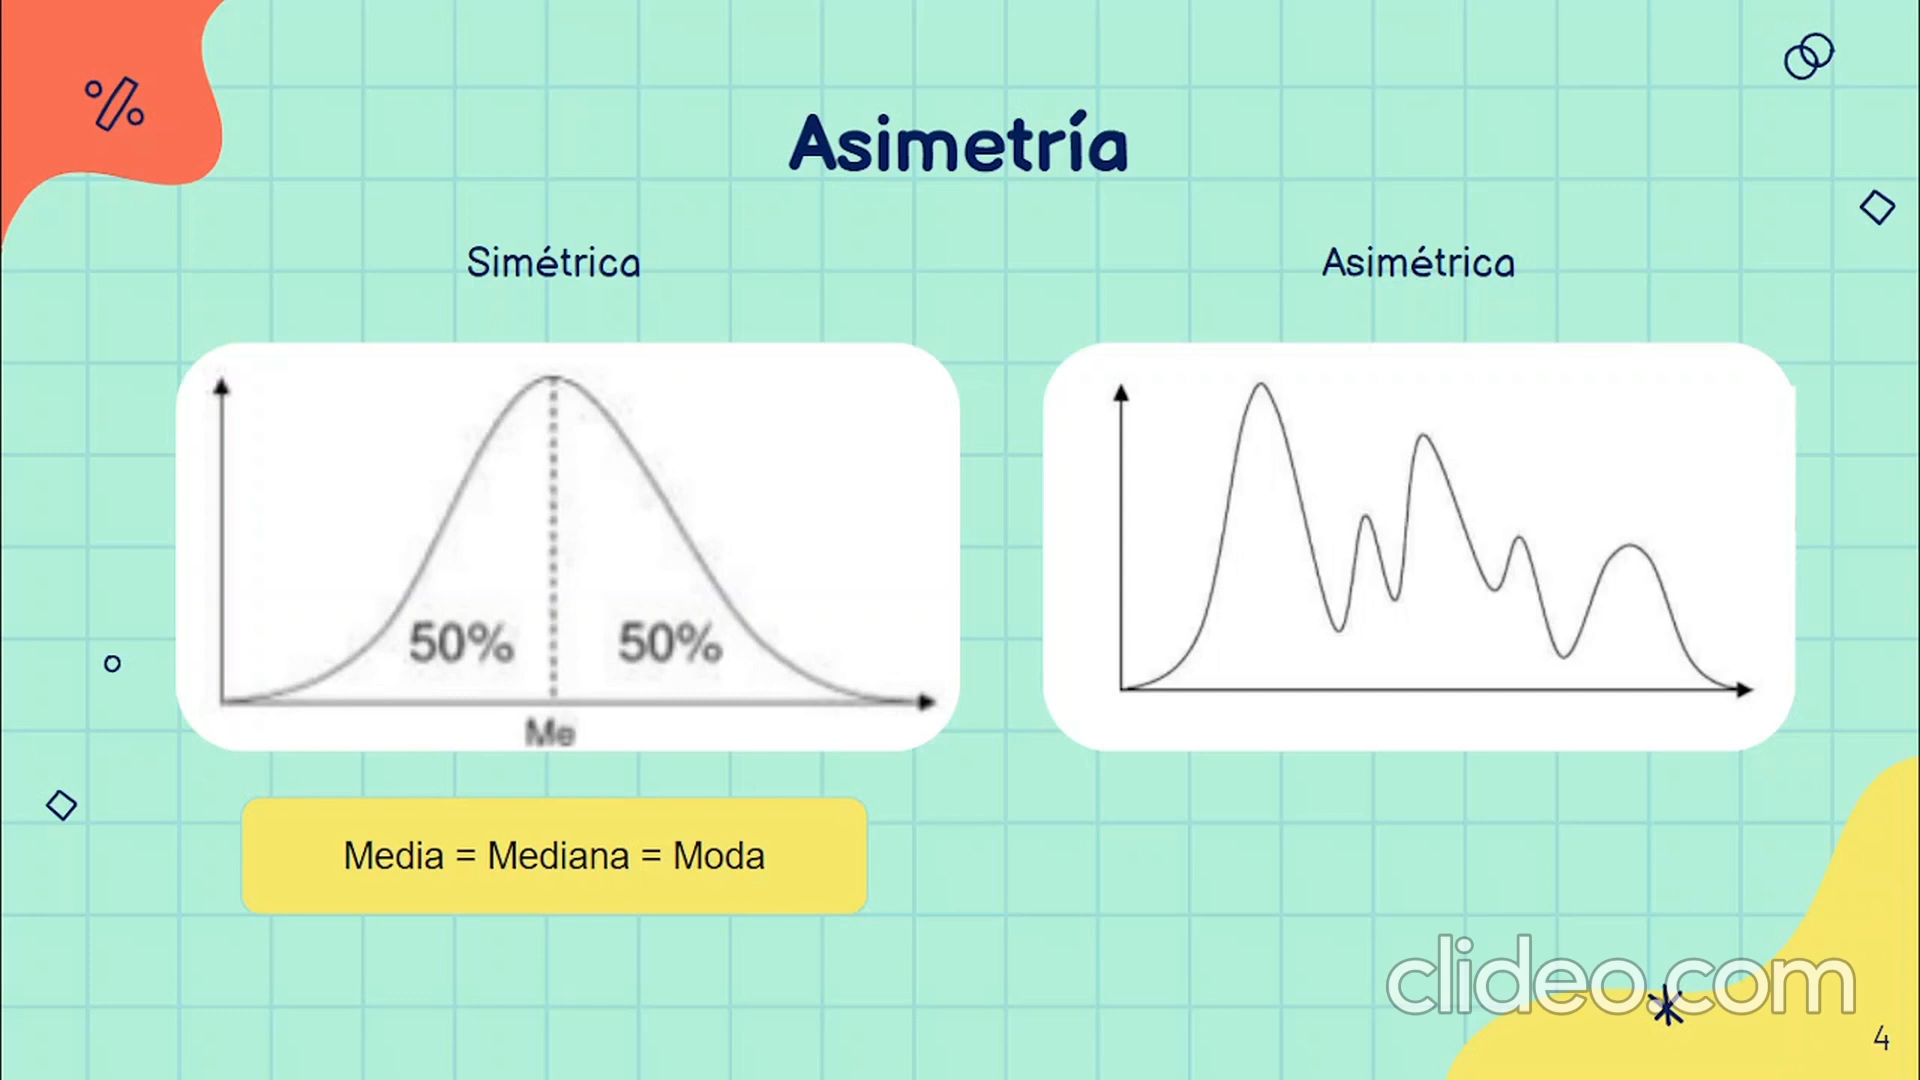 Asimetría
Simétrica
Asimétrica
50% 50%
Me
Media = Mediana = Moda
clideo.com
4